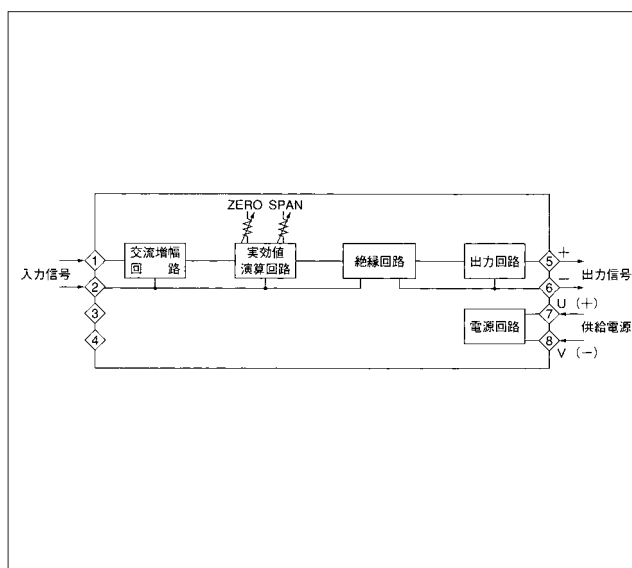 ZERO SPAN
交流増幅
回 路
実効値
演算回路
絶縁回路
出力回路
入力信号
1
2
3
4
5
+
6
−
出力信号
7
U (+)
供給電源
8
V (−)
電源回路